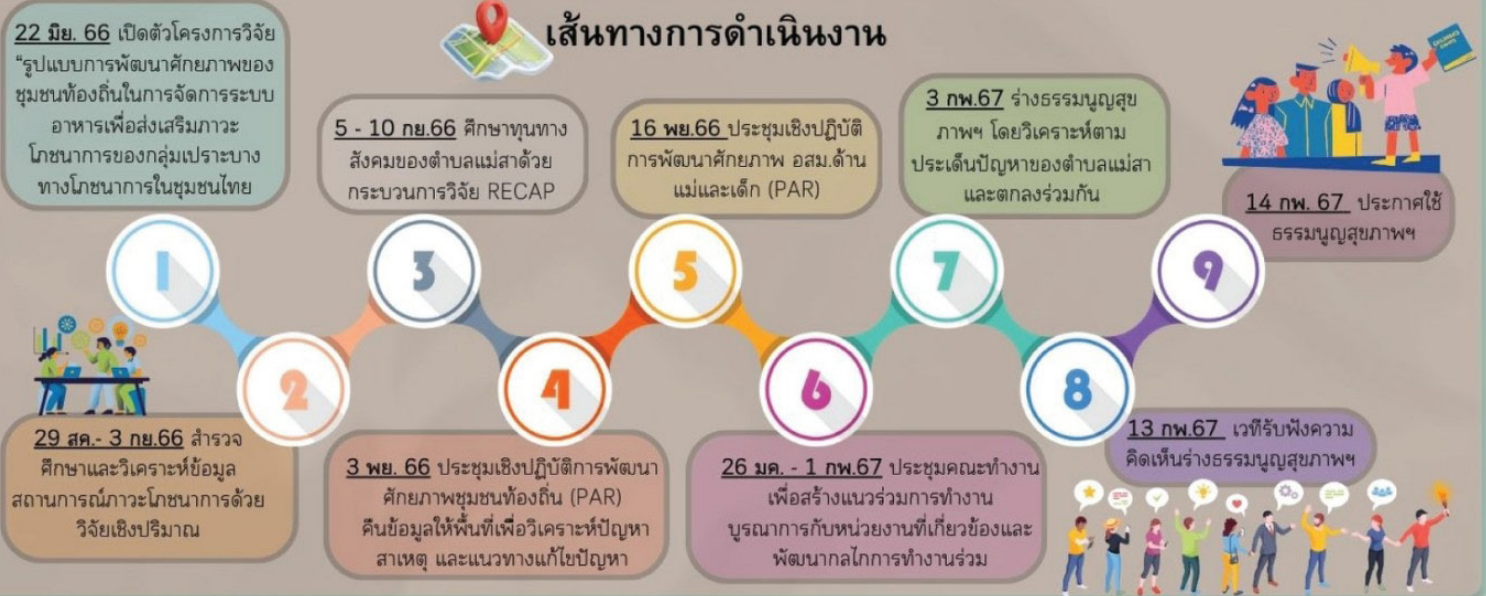 เส้นทางการดำเนินงาน
22 มิย. 66 เปิดตัวโครงการวิจัย
“รูปแบบการพัฒนาศักยภาพของ
ชุมชนท้องถิ่นในการจัดการระบบ
อาหารเพื่อส่งเสริมภาวะ
โภชนาการของกลุ่มเปราะบาง
ทางโภชนาการในชุมชนไทย
1
29 สค.- 3 กย.66 สำรวจ
ศึกษาและวิเคราะห์ข้อมูล
สถานการณ์ภาวะโภชนาการด้วย
วิจัยเชิงปริมาณ
2
5 - 10 กย.66 ศึกษาทุนทาง
สังคมของตำบลแม่สาด้วย
กระบวนการวิจัย RECAP
3
3 พย. 66 ประชุมเชิงปฏิบัติการพัฒนา
ศักยภาพชุมชนท้องถิ่น (PAR)
คืนข้อมูลให้พื้นที่เพื่อวิเคราะห์ปัญหา
สาเหตุ และแนวทางแก้ไขปัญหา
4
16 พย.66 ประชุมเชิงปฏิบัติ
การพัฒนาศักยภาพ อสม.ด้าน
แม่และเด็ก (PAR)
5
26 มค. - 1 กพ.67 ประชุมคณะทำงาน
เพื่อสร้างแนวร่วมการทำงาน
บูรณาการกับหน่วยงานที่เกี่ยวข้องและ
พัฒนากลไกการทำงานร่วม
6
3 กพ.67 ร่างธรรมนูญสุข
ภาพฯ โดยวิเคราะห์ตาม
ประเด็นปัญหาของตำบลแม่สา
และตกลงร่วมกัน
7
13 กพ.67 เวทีรับฟังความ
คิดเห็นร่างธรรมนูญสุขภาพฯ
8
14 กพ. 67 ประกาศใช้
ธรรมนูญสุขภาพฯ
9